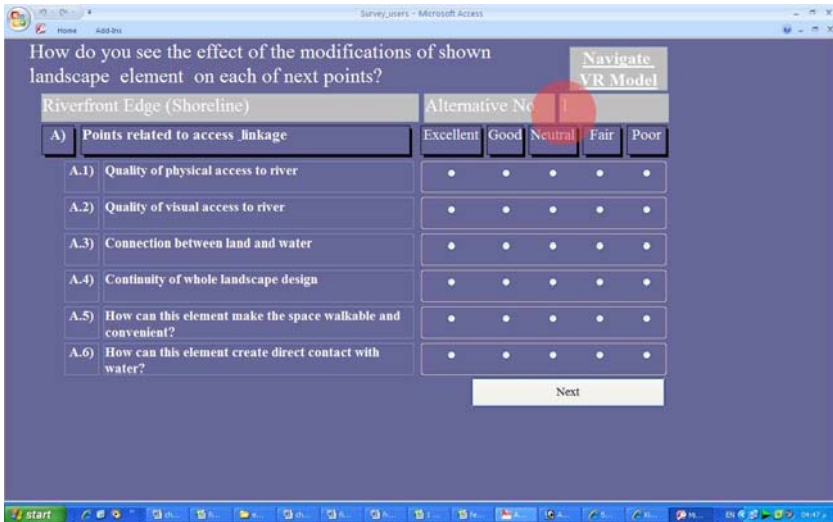 Survey_users - Microsoft Access
Home Add-Ins
How do you see the effect of the modifications of shown
landscape element on each of next points?
Navigate
VR Model
Riverfront Edge (Shoreline) Alternative No 1
A) Points related to access_linkage Excellent Good Neutral Fair Poor
A.1) Quality of physical access to river
A.2) Quality of visual access to river
A.3) Connection between land and water
A.4) Continuity of whole landscape design
A.5) How can this element make the space walkable and
convenient?
A.6) How can this element create direct contact with
water?
Next
start EN